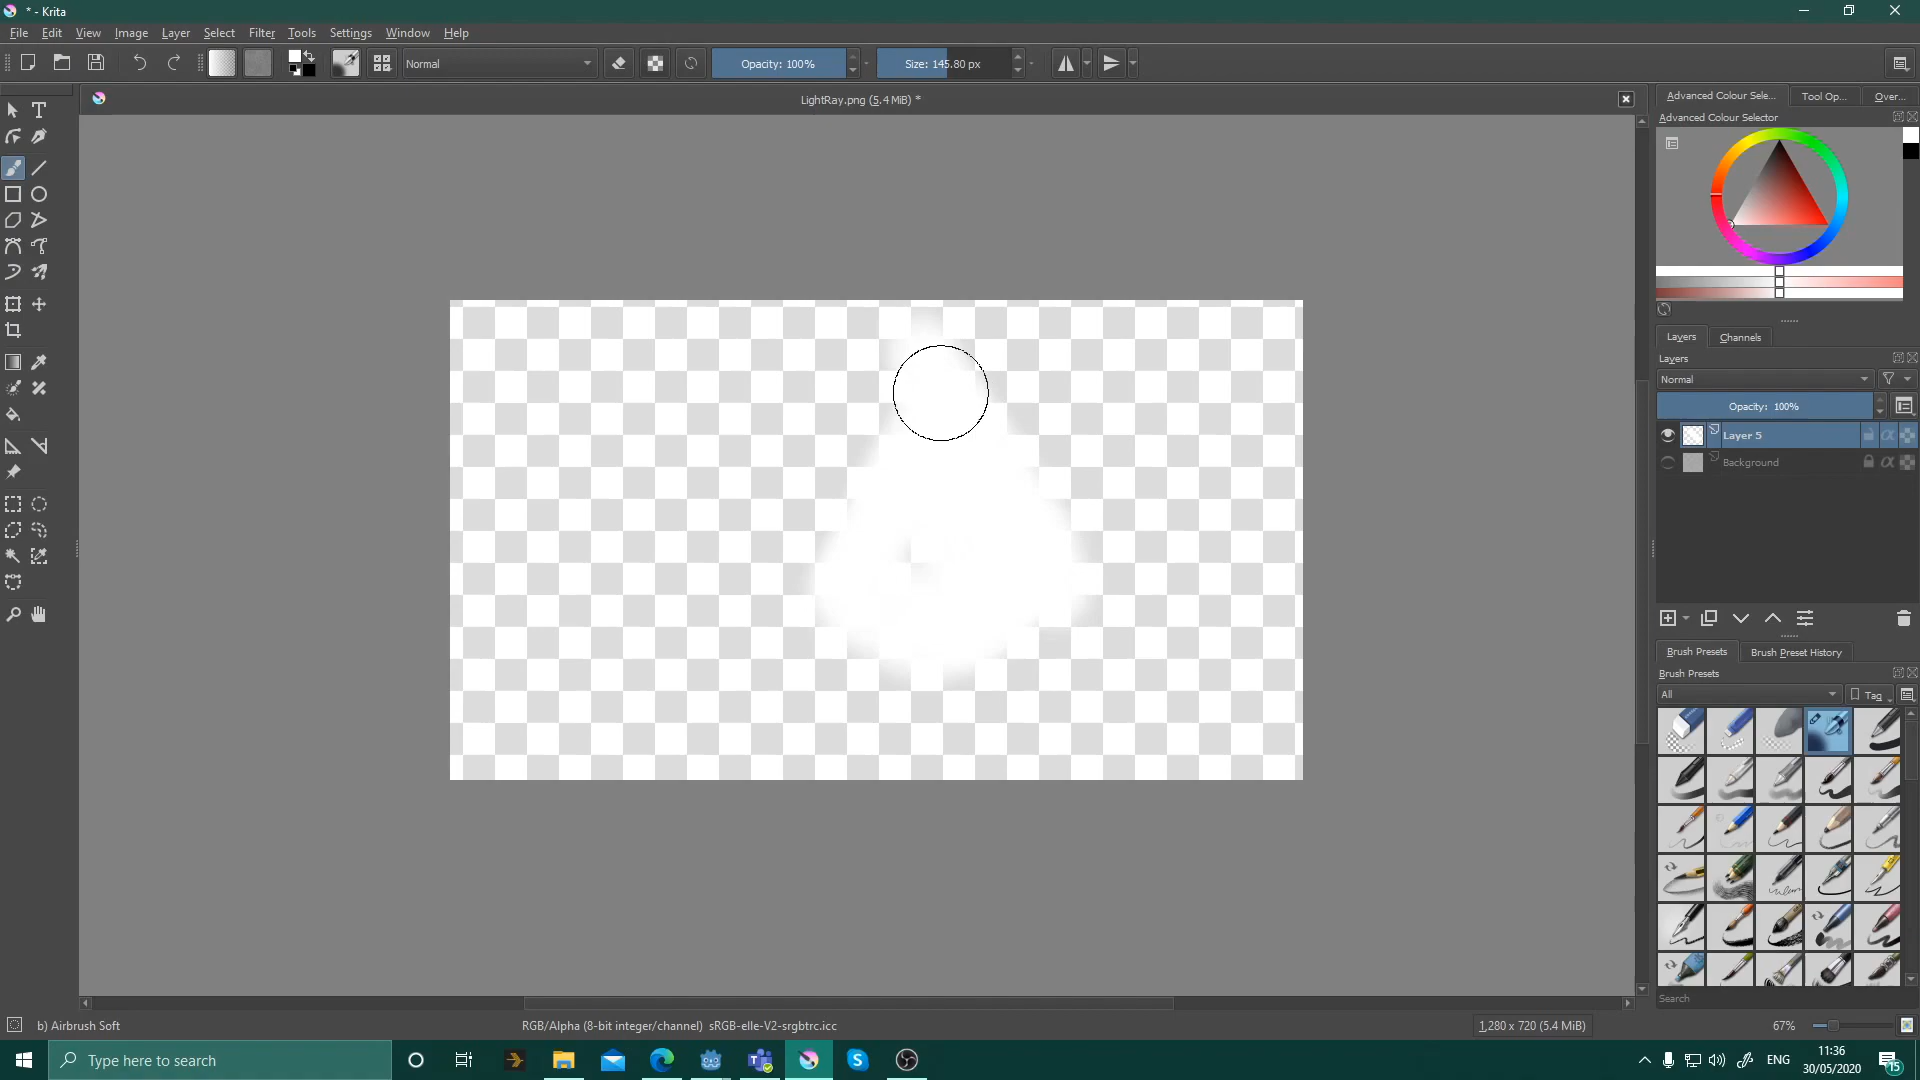 * - Krita
File Edit View Image Layer Select Filter Tools Settings Window Help
Normal Opacity: 100% Size: 145.80 px
LightRay.png (5.4 MiB) *
Advanced Colour Sele... Tool Op... Over...
Advanced Colour Selector
Layers Channels
Layers
Normal
Opacity: 100%
Layer 5
Background
Brush Presets Brush Preset History
Brush Presets
All Tag
Search
b) Airbrush Soft RGB/Alpha (8-bit integer/channel) sRGB-elle-V2-srgbtrc.icc 1,280 x 720 (5.4 MiB) 67%
Type here to search ENG 11:36
30/05/2020 15